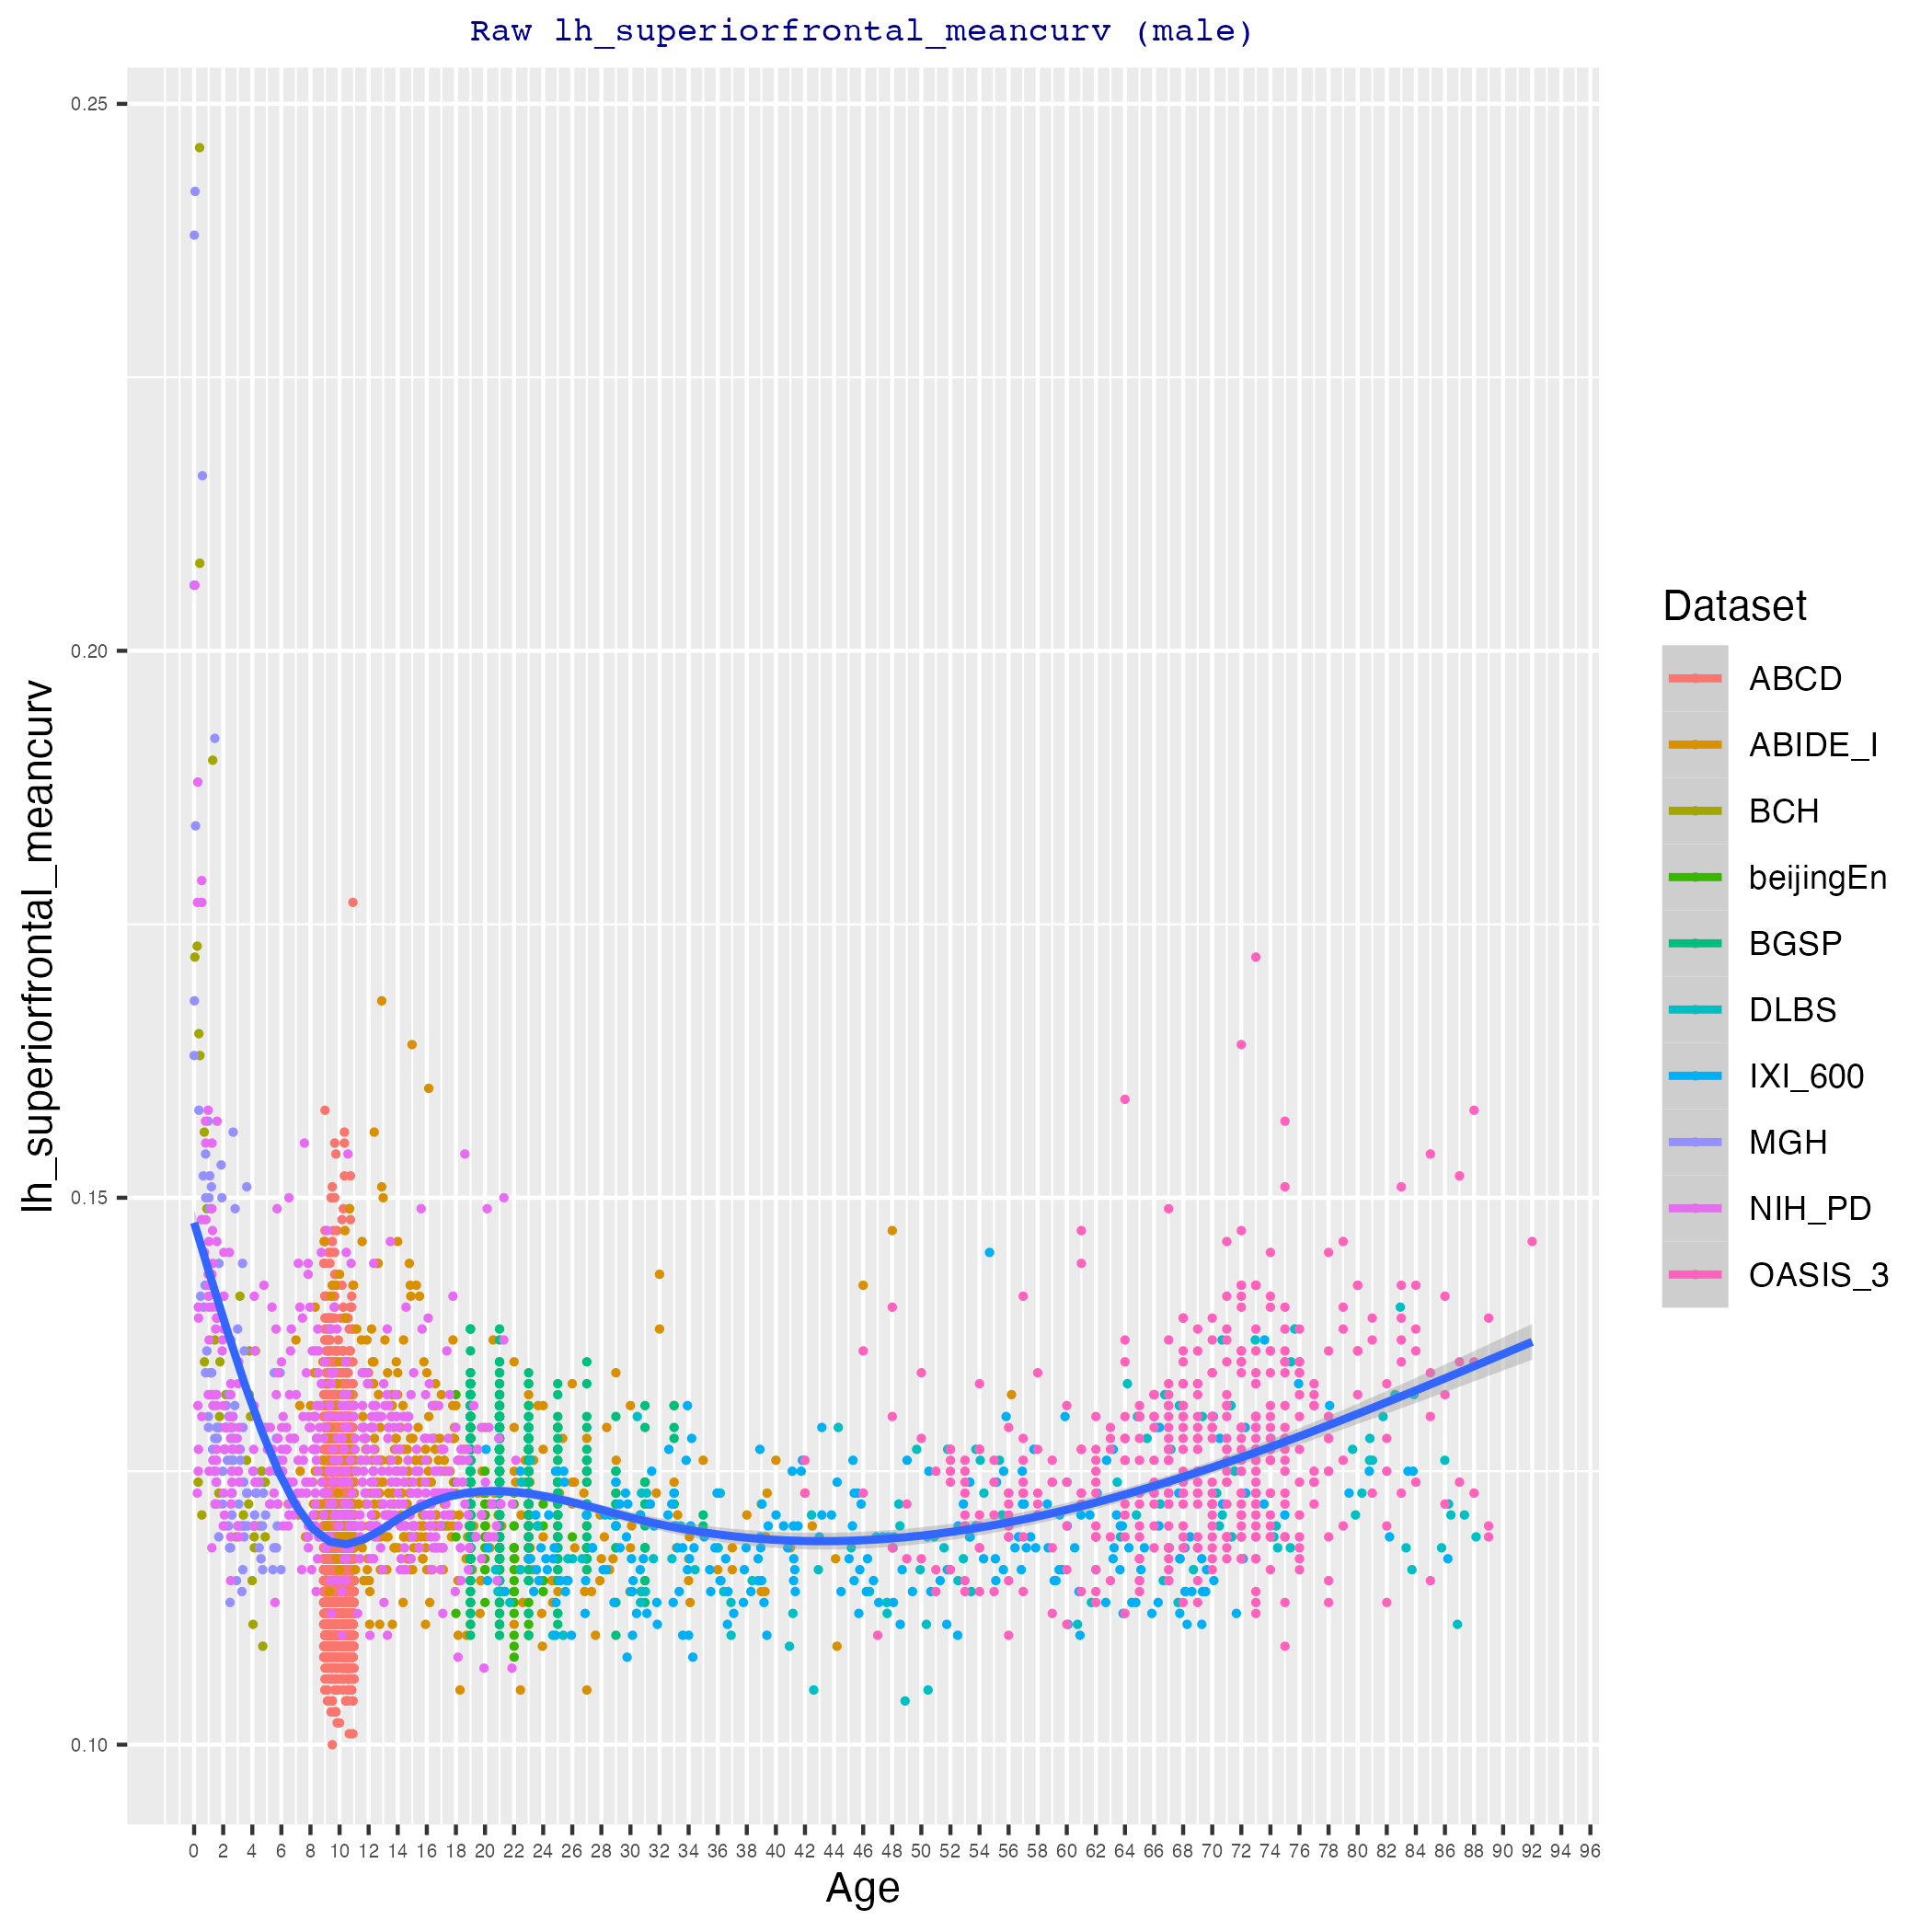 Raw lh_superiorfrontal_meancurv (male)
lh_superiorfrontal_meancurv
0.25
0.20
0.15
0.10
0 2 4 6 8 10 12 14 16 18 20 22 24 26 28 30 32 34 36 38 40 42 44 46 48 50 52 54 56 58 60 62 64 66 68 70 72 74 76 78 80 82 84 86 88 90 92 94 96
Age
Dataset
ABCD
ABIDE_I
BCH
beijingEn
BGSP
DLBS
IXI_600
MGH
NIH_PD
OASIS_3